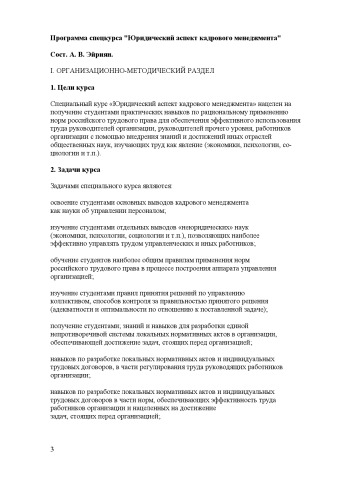 Программа спецкурса "Юридический аспект кадрового менеджмента"
Сост. А. В. Эйриян.
I. ОРГАНИЗАЦИОННО-МЕТОДИЧЕСКИЙ РАЗДЕЛ
1. Цели курса
Специальный курс «Юридический аспект кадрового менеджмента» нацелен на
получение студентами практических навыков по рациональному применению
норм российского трудового права для обеспечения эффективного использования
труда руководителей организации, руководителей прочего уровня, работников
организации с помощью внедрения знаний и достижений иных отраслей
общественных наук, изучающих труд как явление (экономики, психологии, со-
циологии и т.п.).
2. Задачи курса
Задачами специального курса являются:
освоение студентами основных выводов кадрового менеджмента
как науки об управлении персоналом;
изучение студентами отдельных выводов «неюридических» наук
(экономики, психологии, социологии и т.п.), позволяющих наиболее
эффективно управлять трудом управленческих и иных работников;
обучение студентов наиболее общим правилам применения норм
российского трудового права в процессе построения аппарата управления
организацией;
изучение студентами правил принятия решений по управлению
коллективом, способов контроля за правильностью принятого решения
(адекватности и оптимальности по отношению к поставленной задаче);
получение студентами, знаний и навыков для разработки единой
непротиворечивой системы локальных нормативных актов в организации,
обеспечивающей достижение задач, стоящих перед организацией;
навыков по разработке локальных нормативных актов и индивидуальных
трудовых договоров, в части регулирования труда руководящих работников
организации;
навыков по разработке локальных нормативных актов и индивидуальных
трудовых договоров в части норм, обеспечивающих эффективность труда
работников организации и нацеленных на достижение
задач, стоящих перед организацией;
3